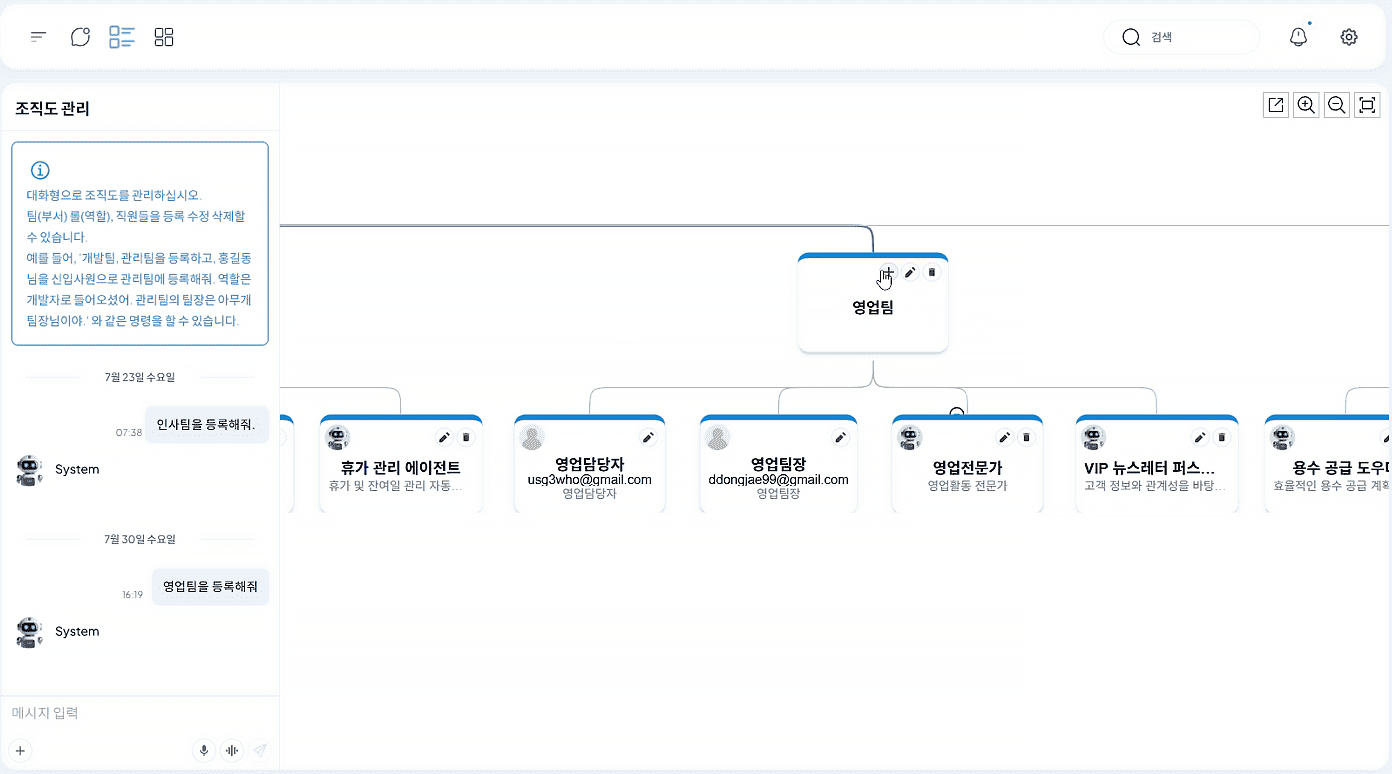 검색
조직도 관리
대화형으로 조직도를 관리하십시오.
팀(부서) 롤(역할), 직원들을 등록 수정 삭제할
수 있습니다.
예를 들어, '개발팀, 관리팀을 등록하고, 홍길동
님을 신입사원으로 관리팀에 등록해줘. 역할은
개발자로 들어오셨어. 관리팀의 팀장은 아무개
팀장님이야.' 와 같은 명령을 할 수 있습니다.
7월 23일 수요일
07:38
인사팀을 등록해줘.
System
7월 30일 수요일
16:19
영업팀을 등록해줘
System
메시지 입력
영업팀
휴가 관리 에이전트
휴가 및 잔여일 관리 자동...
영업담당자
usg3who@gmail.com
영업담당자
영업팀장
ddongjae99@gmail.com
영업팀장
영업전문가
영업활동 전문가
VIP 뉴스레터 퍼스...
고객 정보와 관계성을 바탕...
용수 공급 도우
효율적인 용수 공급 계획